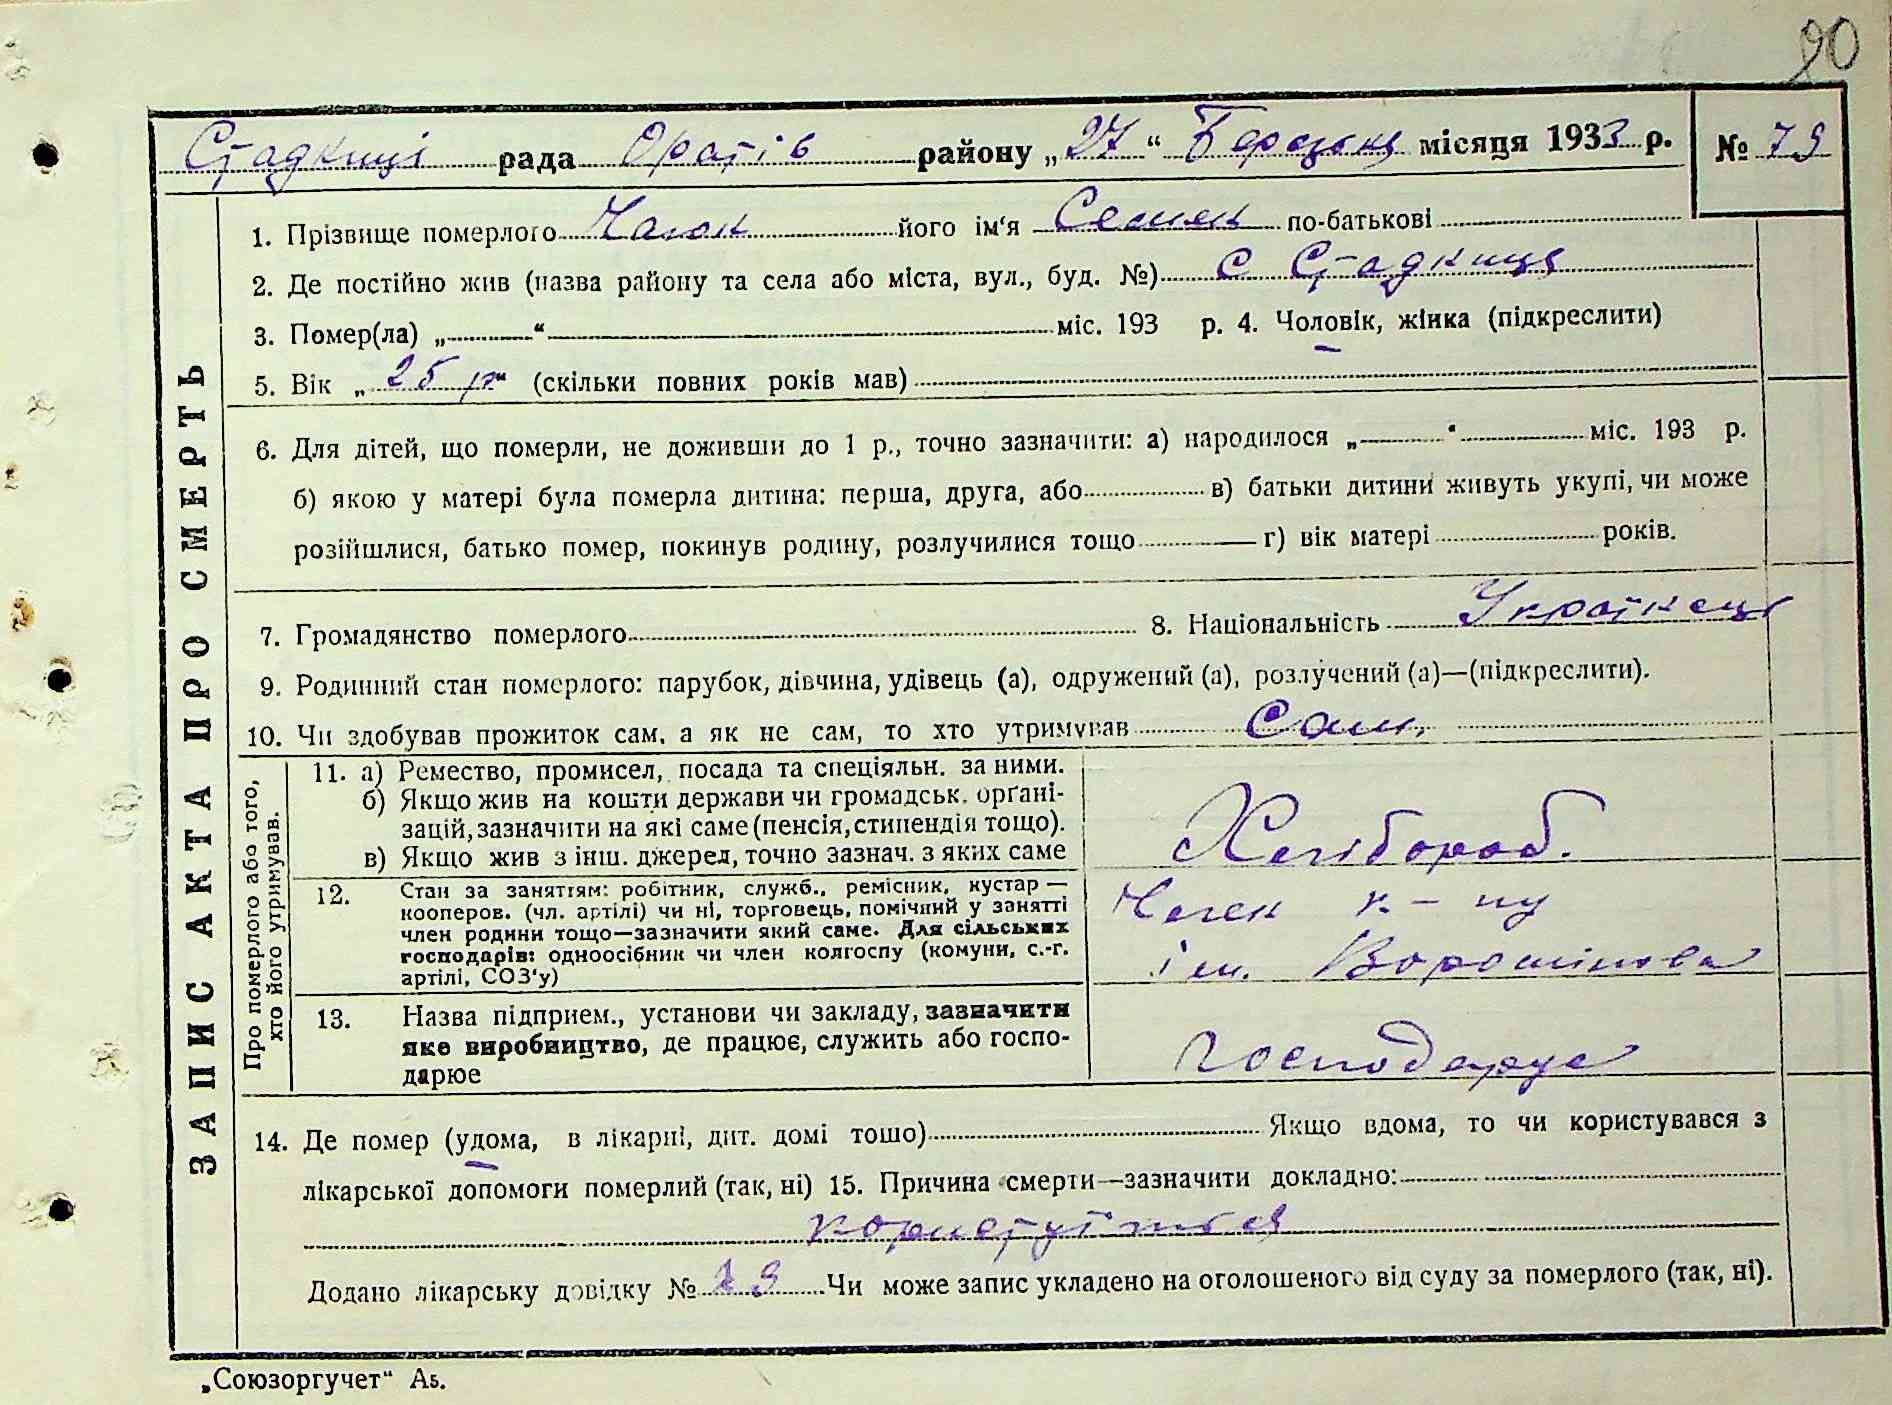 90
Стадниці рада Оратів району „27“ Березня місяця 1933 р. № 79
1. Прізвище померлого його ім‘я Семен по-батькові
2. Де постійно жив (назва району та села або міста, вул., буд. №) С Стадниця
3. Помер(ла) „ “ міс. 193 р. 4. Чоловік, жінка (підкреслити)
5. Вік „25 р“ (скільки повних років мав)
6. Для дітей, що померли, не доживши до 1 р., точно зазначити: а) народилося „ “ міс. 193 р.
б) якою у матері була померла дитина: перша, друга, або в) батьки дитини живуть укупі, чи може
розійшлися, батько помер, покинув родину, розлучилися тощо г) вік матері років.
7. Громадянство померлого 8. Національність Українець
9. Родинний стан померлого: парубок, дівчина, удівець (а), одружений (а), розлучений (а)—(підкреслити).
10. Чи здобував прожиток сам, а як не сам, то хто утримував Сам.
ЗАПИС АКТА ПРО СМЕРТЬ
Про померлого або того,
хто його утримував.
11. а) Ремество, промисел, посада та спеціяльн. за ними.
б) Якщо жив на кошти держави чи громадськ. орґані-
зацій, зазначити на які саме (пенсія, стипендія тощо).
в) Якщо жив з інш. джерел, точно зазнач. з яких саме
Хлібороб.
12. Стан за заняттям: робітник, служб., ремісник, кустар —
кооперов. (чл. артілі) чи ні, торговець, помічний у занятті
член родини тощо—зазначити який саме. Для сільських
господарів: одноосібник чи член колгоспу (комуни, с.-г.
артілі, СОЗ‘у)
Член к-пу
ім. Ворошилова
13. Назва підприєм., установи чи закладу, зазначити
яке виробництво, де працює, служить або госпо-
дарює
господарює
14. Де помер (удома, в лікарні, дит. домі тошо) Якщо вдома, то чи користувався з
лікарської допомоги померлий (так, ні) 15. Причина смерти—зазначити докладно:
Додано лікарську довідку № 19 Чи може запис укладено на оголошеного від суду за померлого (так, ні).
„Союзоргучет“ А5.